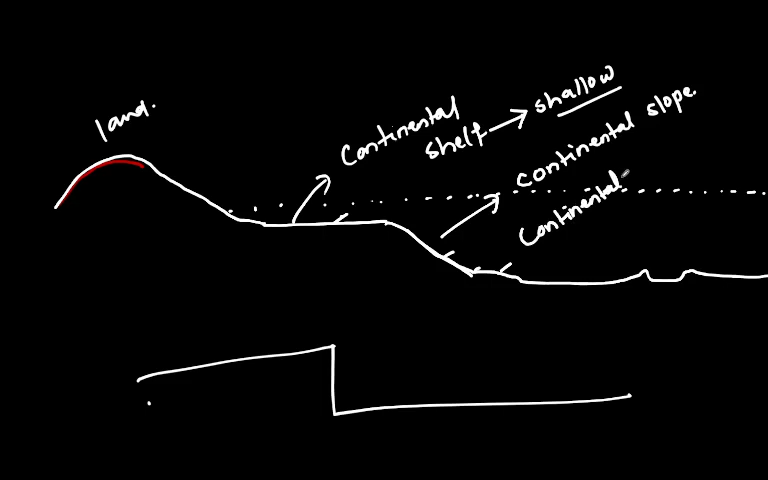 land.
Continental
shelf → shallow
continental slope.
Continental